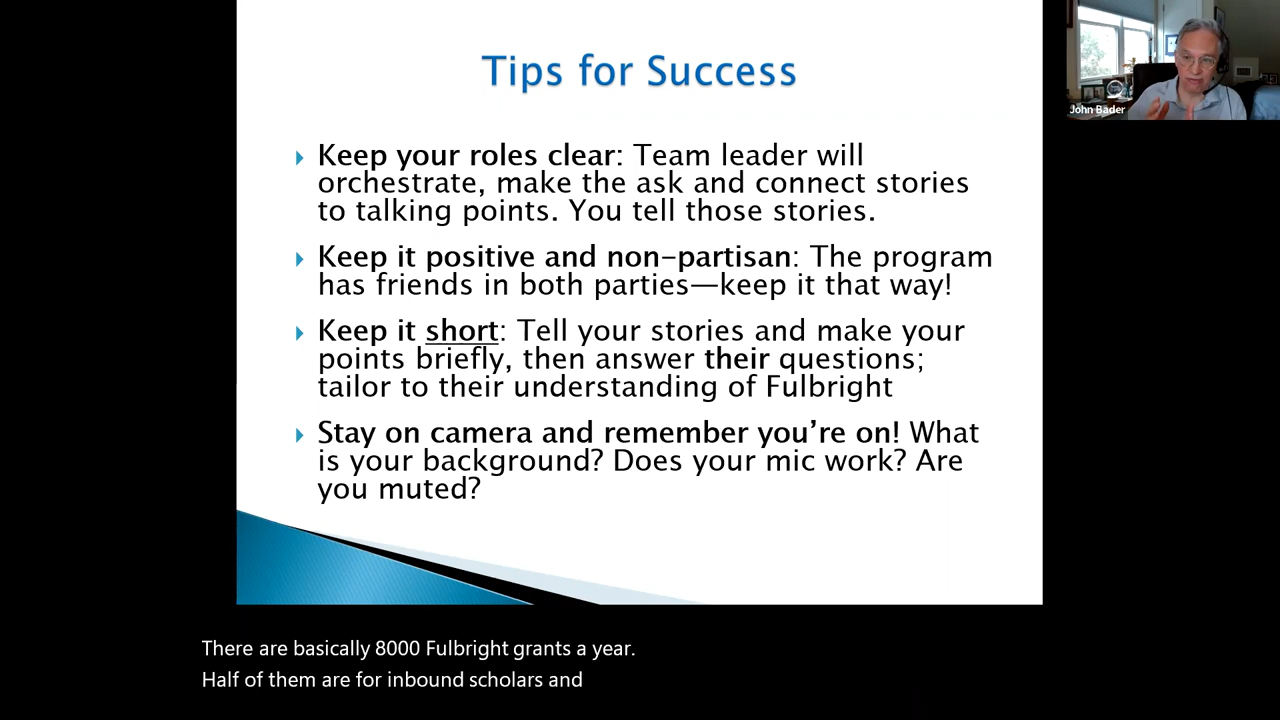 Tips for Success
John Bader
Keep your roles clear: Team leader will
orchestrate, make the ask and connect stories
to talking points. You tell those stories.
Keep it positive and non-partisan: The program
has friends in both parties—keep it that way!
Keep it short: Tell your stories and make your
points briefly, then answer their questions;
tailor to their understanding of Fulbright
Stay on camera and remember you’re on! What
is your background? Does your mic work? Are
you muted?
There are basically 8000 Fulbright grants a year.
Half of them are for inbound scholars and